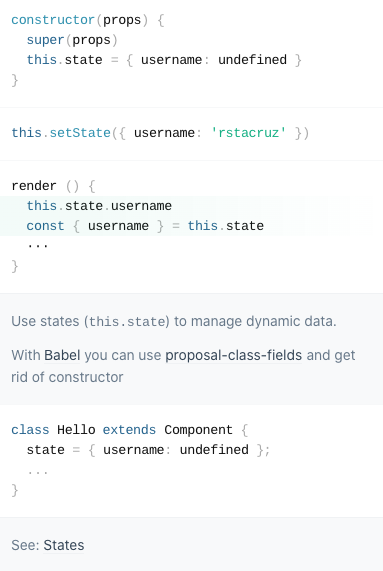 constructor(props) {
  super(props)
  this.state = { username: undefined }
}
this.setState({ username: 'rstacruz' })
render () {
  this.state.username
  const { username } = this.state
  ...
}
Use states (this.state) to manage dynamic data.
With Babel you can use proposal-class-fields and get
rid of constructor
class Hello extends Component {
  state = { username: undefined };
  ...
}
See: States